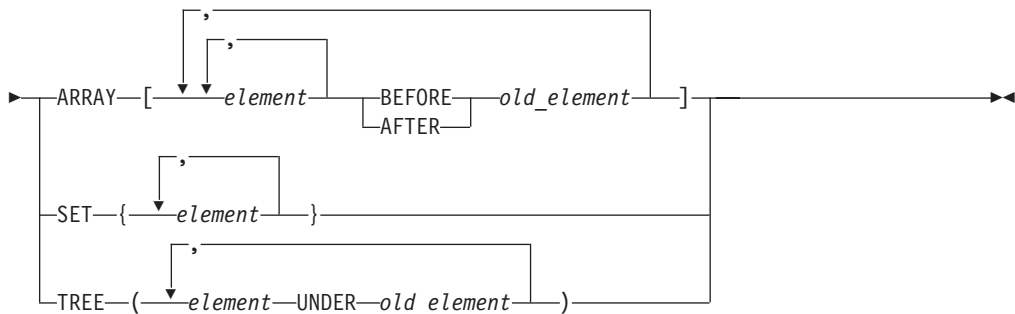 ,
,
ARRAY [ element BEFORE old_element ]
AFTER
,
SET { element }
,
TREE ( element UNDER old element )